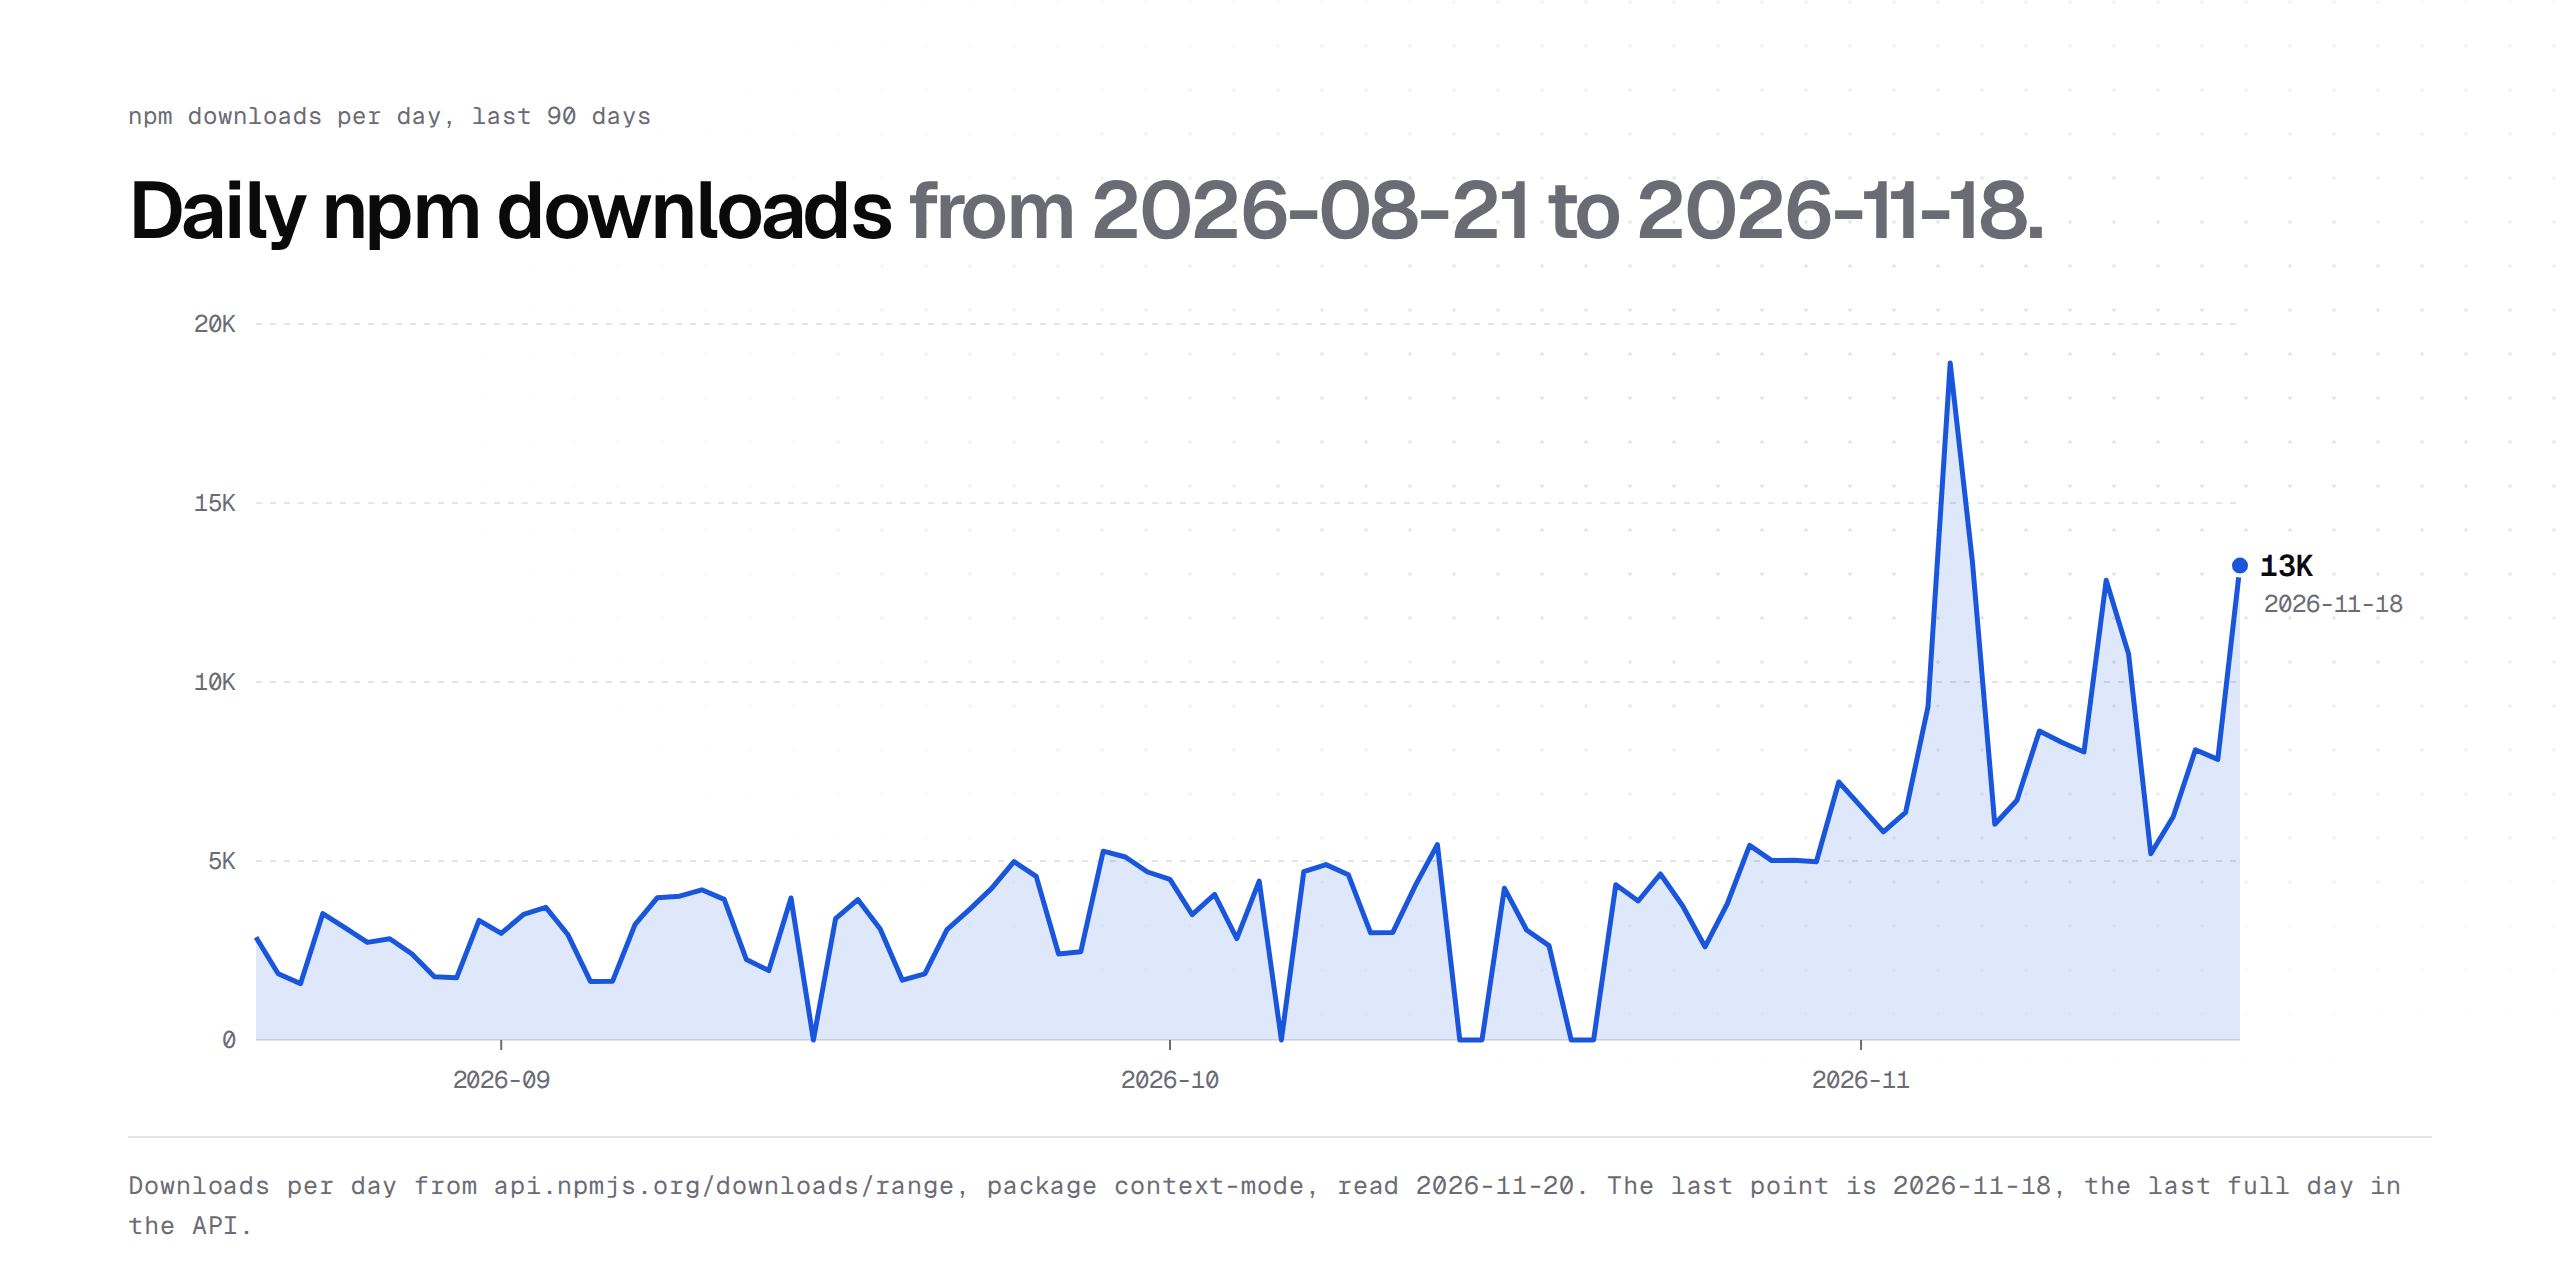 npm downloads per day, last 90 days
Daily npm downloads from 2026-08-21 to 2026-11-18.
20K
15K
10K
5K
0
13K
2026-11-18
2026-09
2026-10
2026-11
Downloads per day from api.npmjs.org/downloads/range, package context-mode, read 2026-11-20. The last point is 2026-11-18, the last full day in
the API.